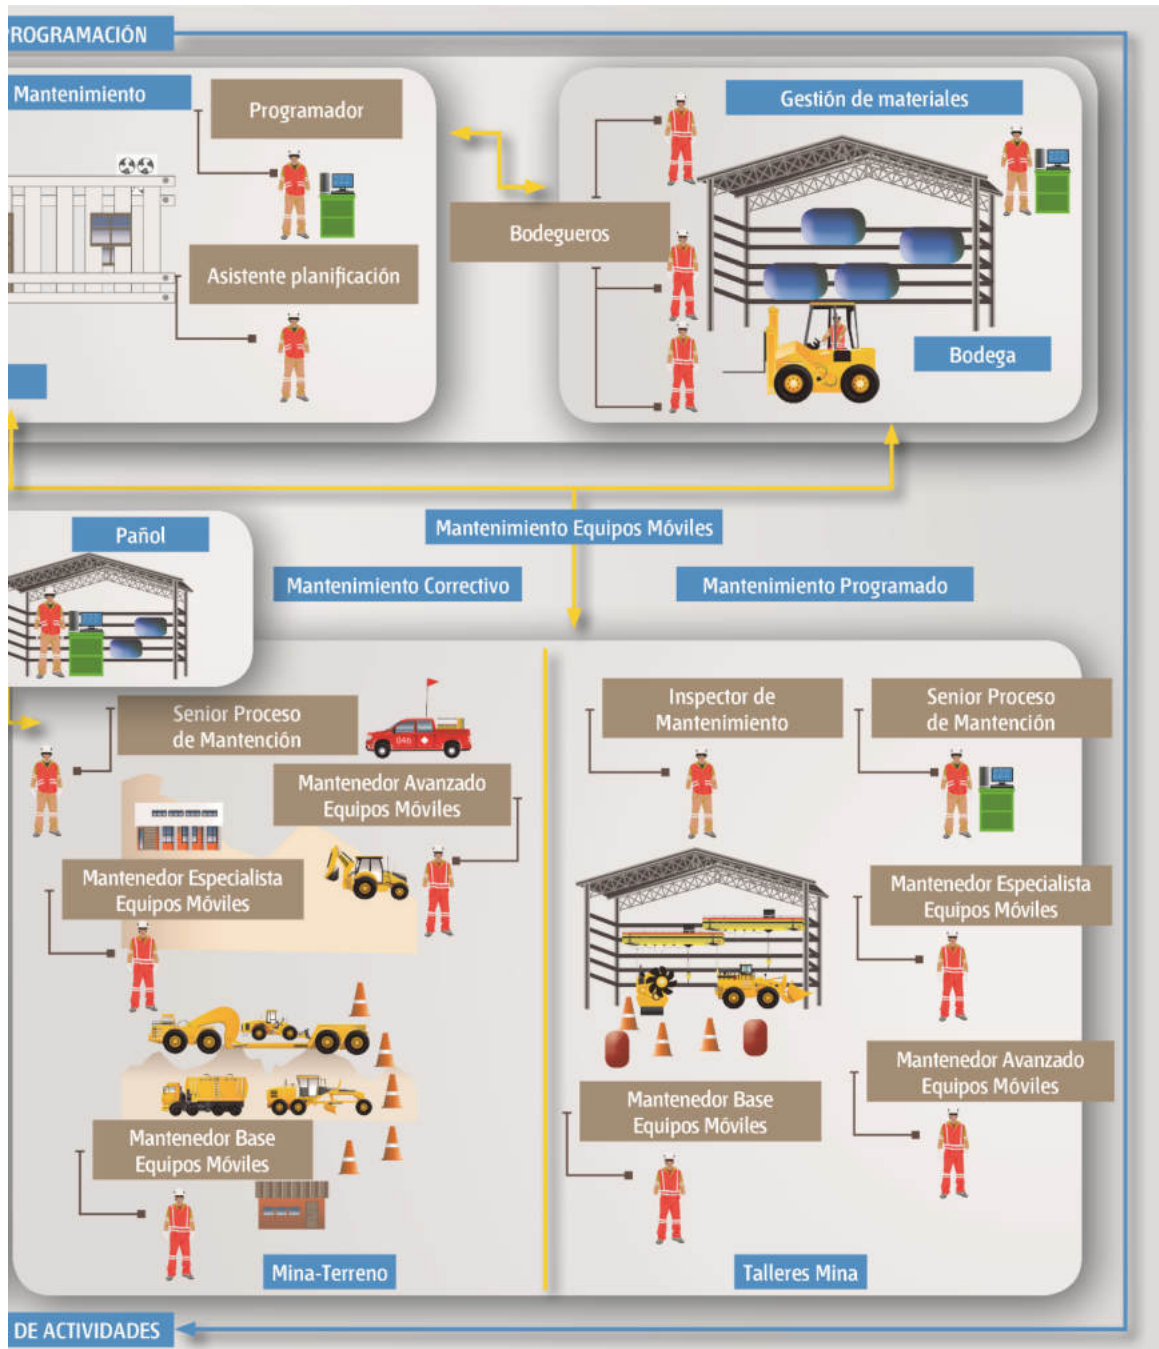 PROGRAMACIÓN
Mantenimiento
Programador
Asistente planificación
Gestión de materiales
Bodegueros
Bodega
Mantenimiento Equipos Móviles
Pañol
Mantenimiento Correctivo
Mantenimiento Programado
Senior Proceso
de Mantención
046
Mantenedor Avanzado
Equipos Móviles
Mantenedor Especialista
Equipos Móviles
Mantenedor Base
Equipos Móviles
Mina-Terreno
Inspector de
Mantenimiento
Senior Proceso
de Mantención
Mantenedor Especialista
Equipos Móviles
Mantenedor Avanzado
Equipos Móviles
Mantenedor Base
Equipos Móviles
Talleres Mina
DE ACTIVIDADES